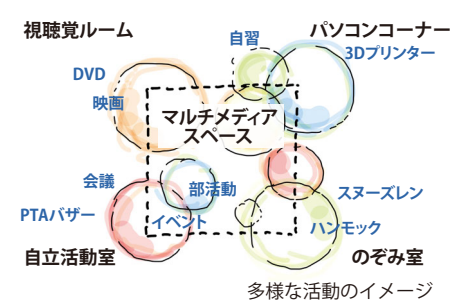 視聴覚ルーム
自習
パソコンコーナー
3Dプリンター
DVD
映画
マルチメディア
スペース
会議
部活動
スヌーズレン
PTAバザー
イベント
ハンモック
自立活動室
のぞみ室
多様な活動のイメージ